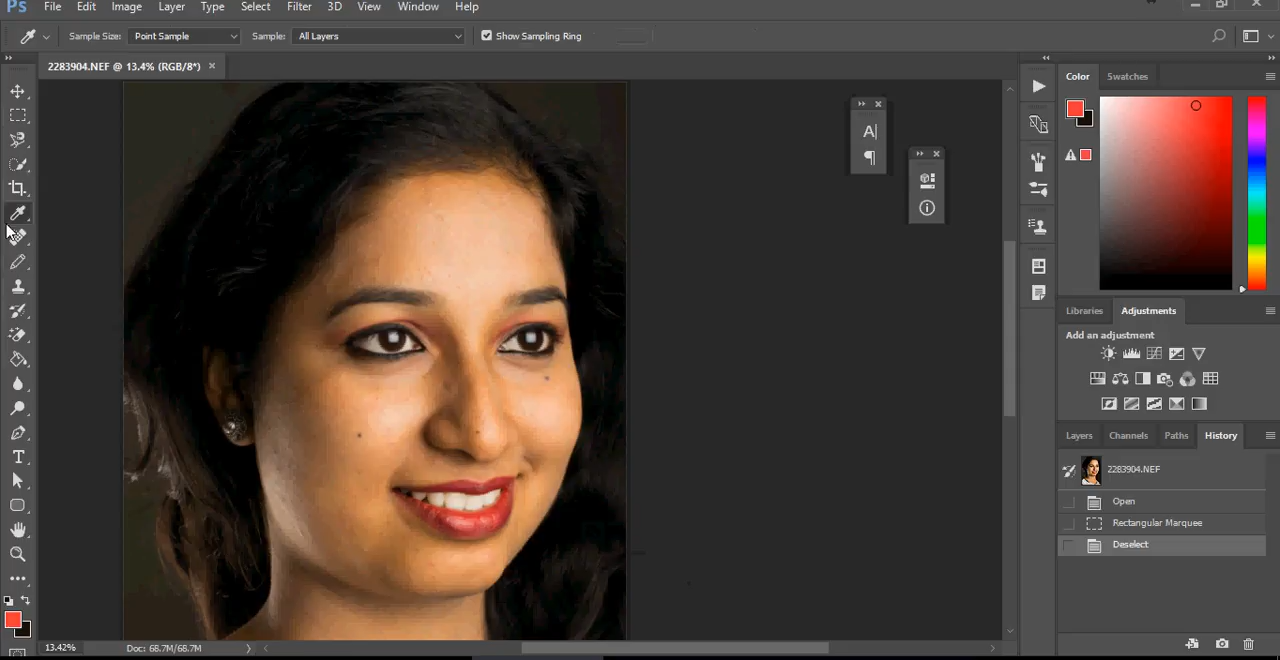 Ps File Edit Image Layer Type Select Filter 3D View Window Help
Sample Size: Point Sample Sample: All Layers Show Sampling Ring
2283904.NEF @ 13.4% (RGB/8*) ×
Color Swatches
A|
¶
Libraries Adjustments
Add an adjustment
Layers Channels Paths History
2283904.NEF
Open
Rectangular Marquee
Deselect
T
13.42% Doc: 68.7M/68.7M